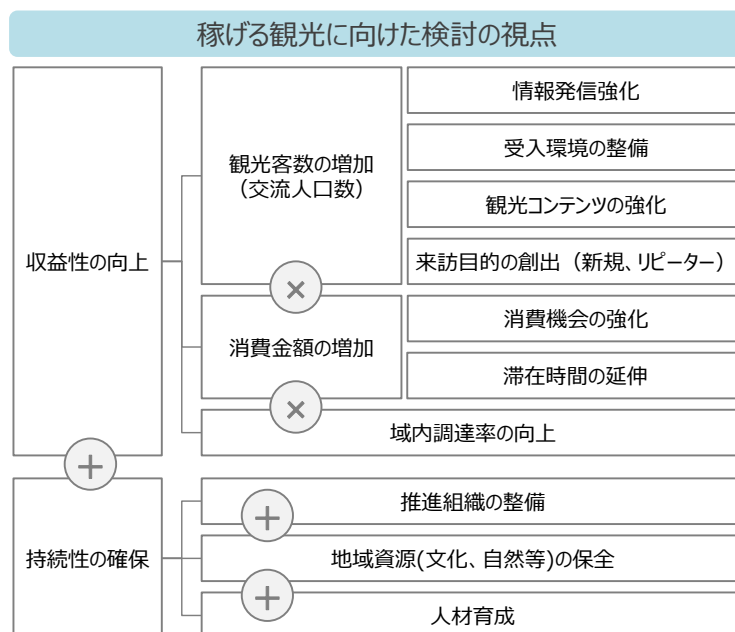 稼げる観光に向けた検討の視点
収益性の向上
観光客数の増加
（交流人口数）
情報発信強化
受入環境の整備
観光コンテンツの強化
来訪目的の創出（新規、リピーター）
×
消費金額の増加
消費機会の強化
滞在時間の延伸
×
域内調達率の向上
+
持続性の確保
推進組織の整備
+
地域資源(文化、自然等)の保全
+
人材育成